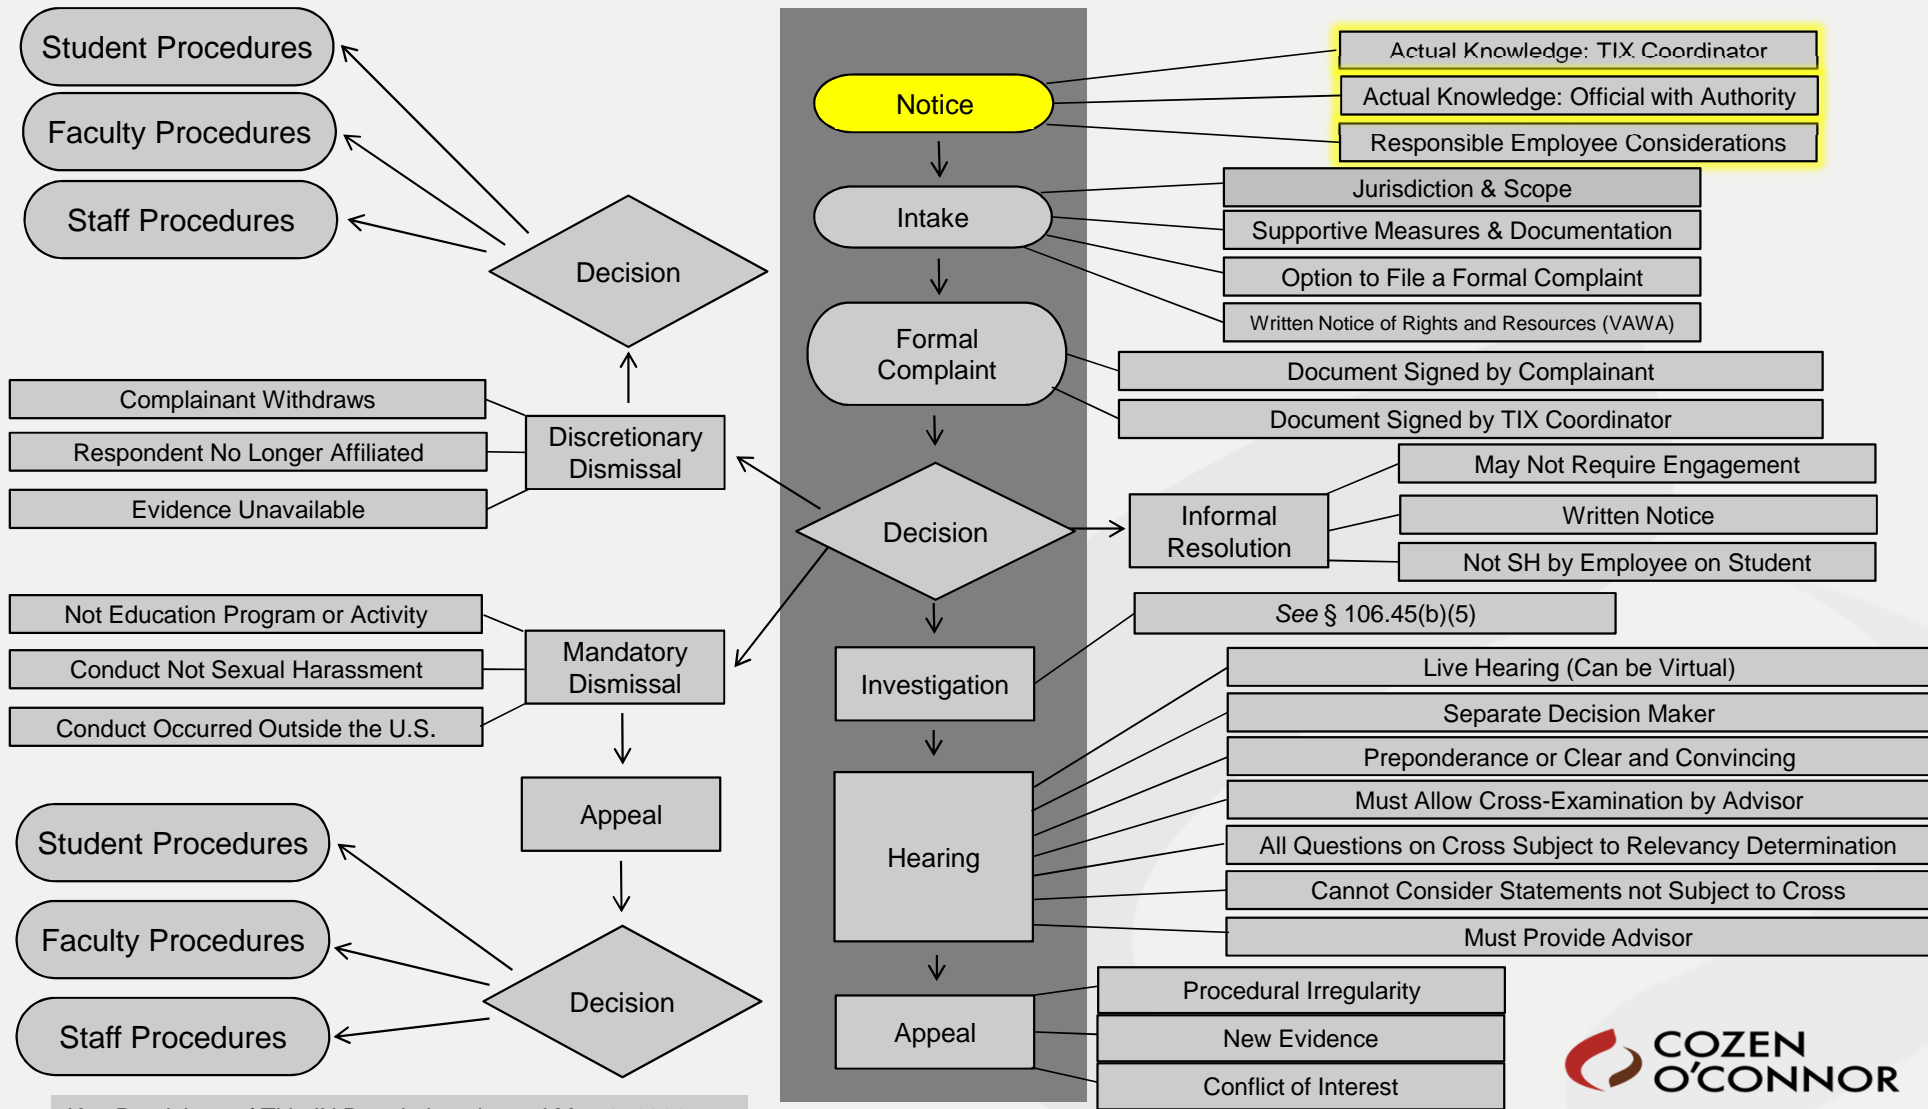 Student Procedures
Faculty Procedures
Staff Procedures
Decision
Complainant Withdraws
Respondent No Longer Affiliated
Evidence Unavailable
Discretionary
Dismissal
Not Education Program or Activity
Conduct Not Sexual Harassment
Conduct Occurred Outside the U.S.
Mandatory
Dismissal
Appeal
Student Procedures
Faculty Procedures
Staff Procedures
Decision
Notice
Actual Knowledge: TIX Coordinator
Actual Knowledge: Official with Authority
Responsible Employee Considerations
Intake
Jurisdiction & Scope
Supportive Measures & Documentation
Option to File a Formal Complaint
Written Notice of Rights and Resources (VAWA)
Formal
Complaint
Document Signed by Complainant
Document Signed by TIX Coordinator
Decision
Informal
Resolution
May Not Require Engagement
Written Notice
Not SH by Employee on Student
Investigation
See § 106.45(b)(5)
Hearing
Live Hearing (Can be Virtual)
Separate Decision Maker
Preponderance or Clear and Convincing
Must Allow Cross-Examination by Advisor
All Questions on Cross Subject to Relevancy Determination
Cannot Consider Statements not Subject to Cross
Must Provide Advisor
Appeal
Procedural Irregularity
New Evidence
Conflict of Interest
COZEN
O'CONNOR